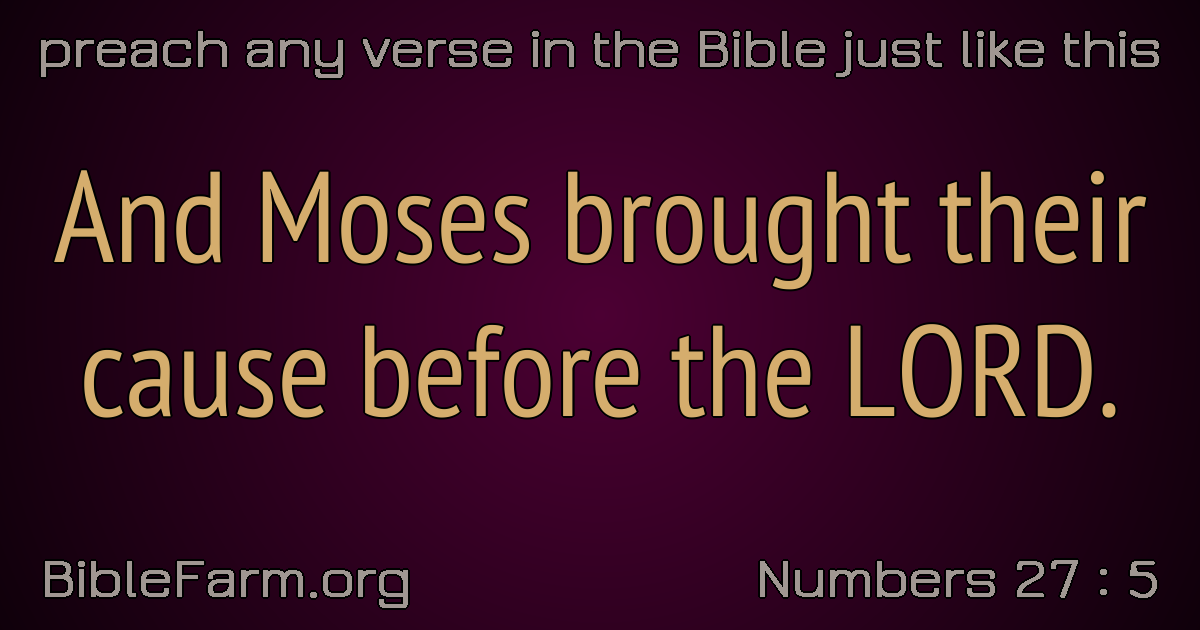 preach any verse in the Bible just like this
And Moses brought their
cause before the LORD.
BibleFarm.org
Numbers 27 : 5